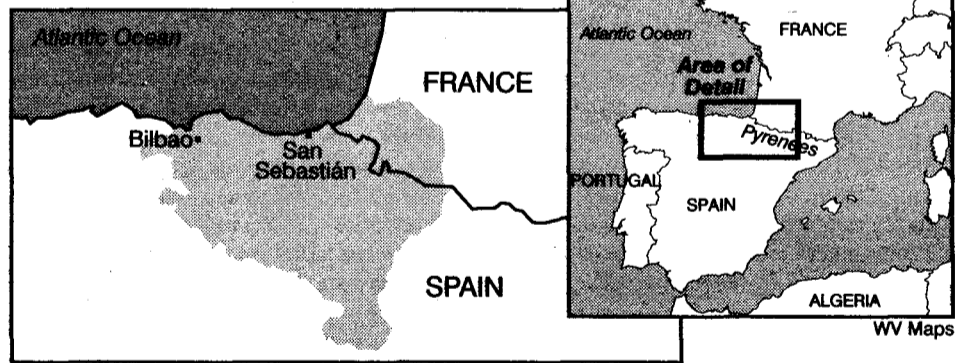 Atlantic Ocean
FRANCE
Bilbao
San
Sebastián
SPAIN
Atlantic Ocean
FRANCE
Area of
Detail
Pyrenees
PORTUGAL
SPAIN
ALGERIA
WV Maps